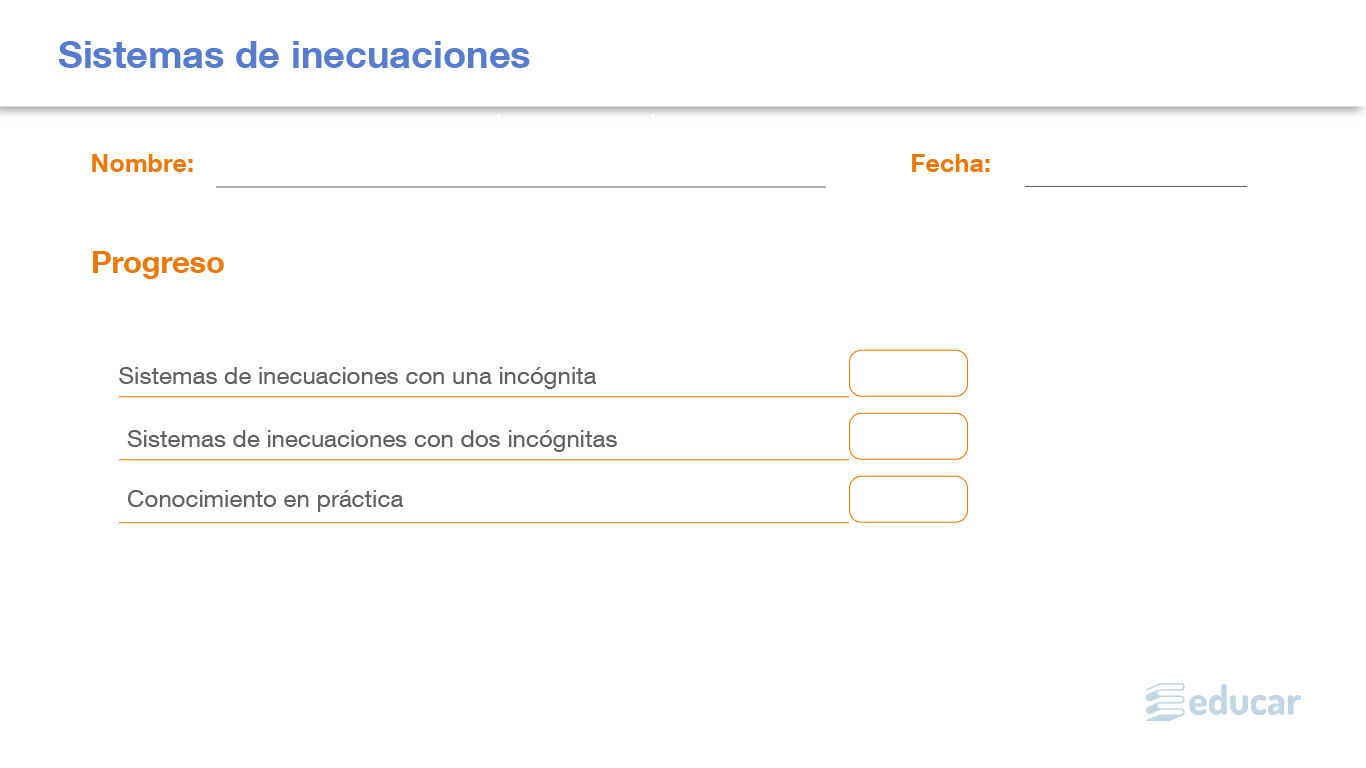 Sistemas de inecuaciones
Nombre:
Fecha:
Progreso
Sistemas de inecuaciones con una incógnita
Sistemas de inecuaciones con dos incógnitas
Conocimiento en práctica
educar